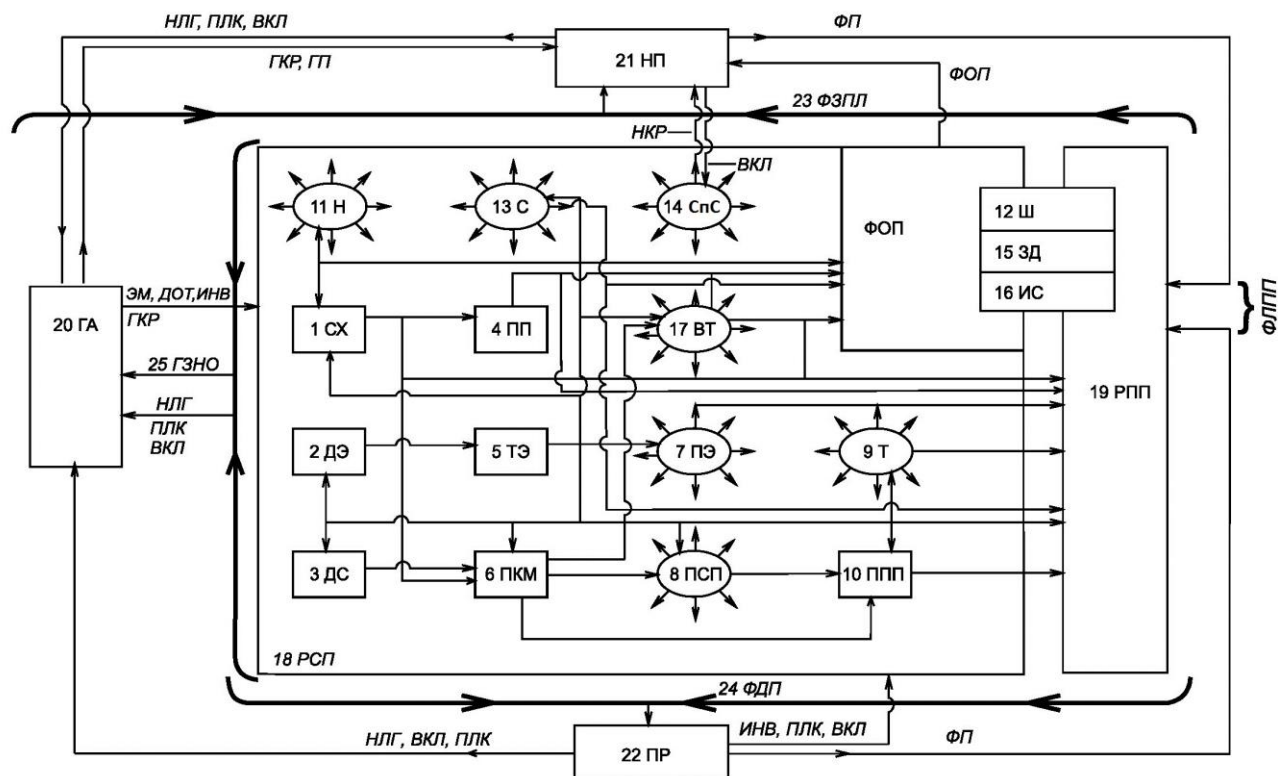 НЛГ, ПЛК, ВКЛ
ФП
21 НП
ГКР, ГП
ФОП
23 ФЗПЛ
НКР
ВКЛ
11 Н
13 С
14 СпС
ФОП
12 Ш
15 ЗД
16 ИС
ЭМ, ДОТ,ИНВ
ГКР
20 ГА
1 СХ
4 ПП
17 ВТ
ФЛПП
25 ГЗНО
19 РПП
НЛГ
ПЛК
ВКЛ
2 ДЭ
5 ТЭ
7 ПЭ
9 Т
3 ДС
6 ПКМ
8 ПСП
10 ППП
18 РСП
24 ФДП
ИНВ, ПЛК, ВКЛ
НЛГ, ВКЛ, ПЛК
22 ПР
ФП